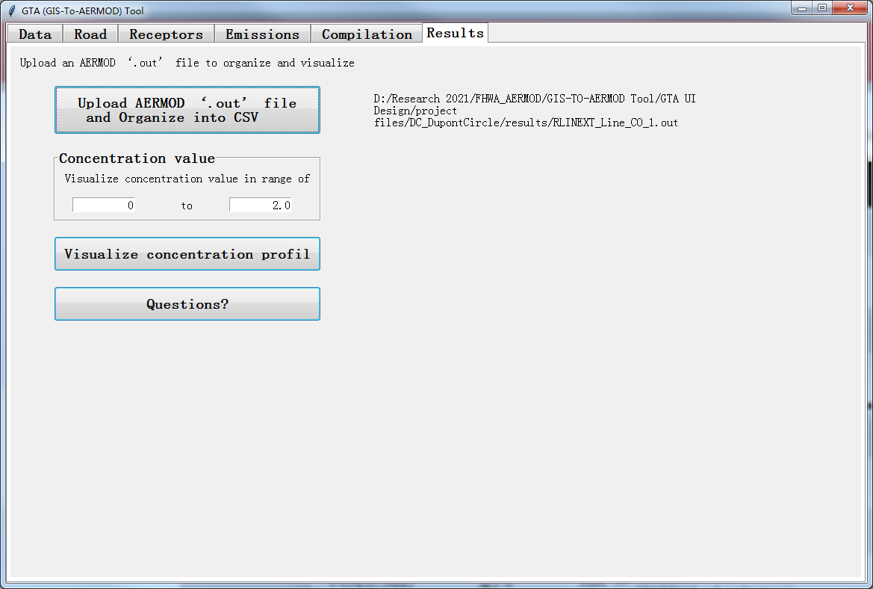 GTA (GIS-To-AERMOD) Tool
Data Road Receptors Emissions Compilation Results
Upload an AERMOD ‘.out’ file to organize and visualize
Upload AERMOD ‘.out’ file
and Organize into CSV
D:/Research 2021/FHWA_AERMOD/GIS-TO-AERMOD Tool/GTA UI
Design/project
files/DC_DupontCircle/results/RLINEXT_Line_CO_1.out
Concentration value
Visualize concentration value in range of
0 to 2.0
Visualize concentration profil
Questions?